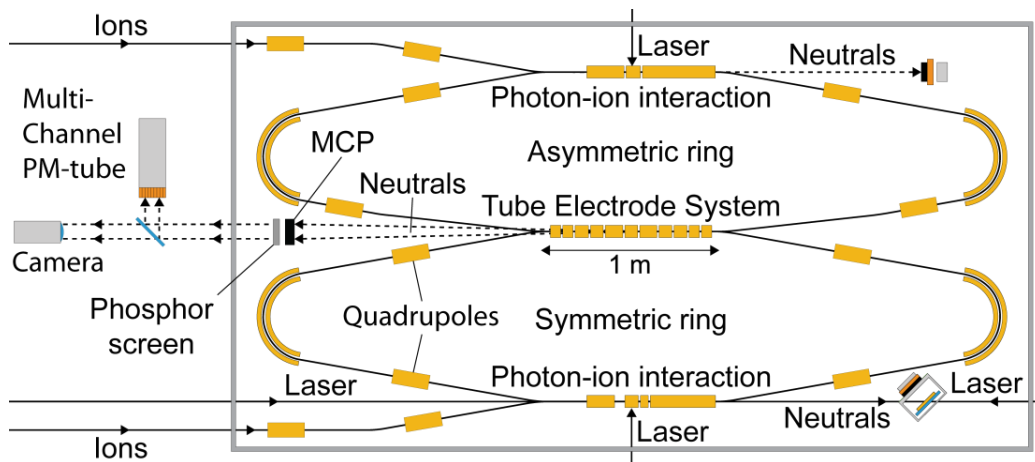 Ions
Laser
Neutrals
Multi-
Channel
PM-tube
Photon-ion interaction
MCP
Asymmetric ring
Neutrals
Tube Electrode System
Camera
1 m
Phosphor
screen
Quadrupoles
Symmetric ring
Laser
Photon-ion interaction
Laser
Neutrals
Ions
Laser